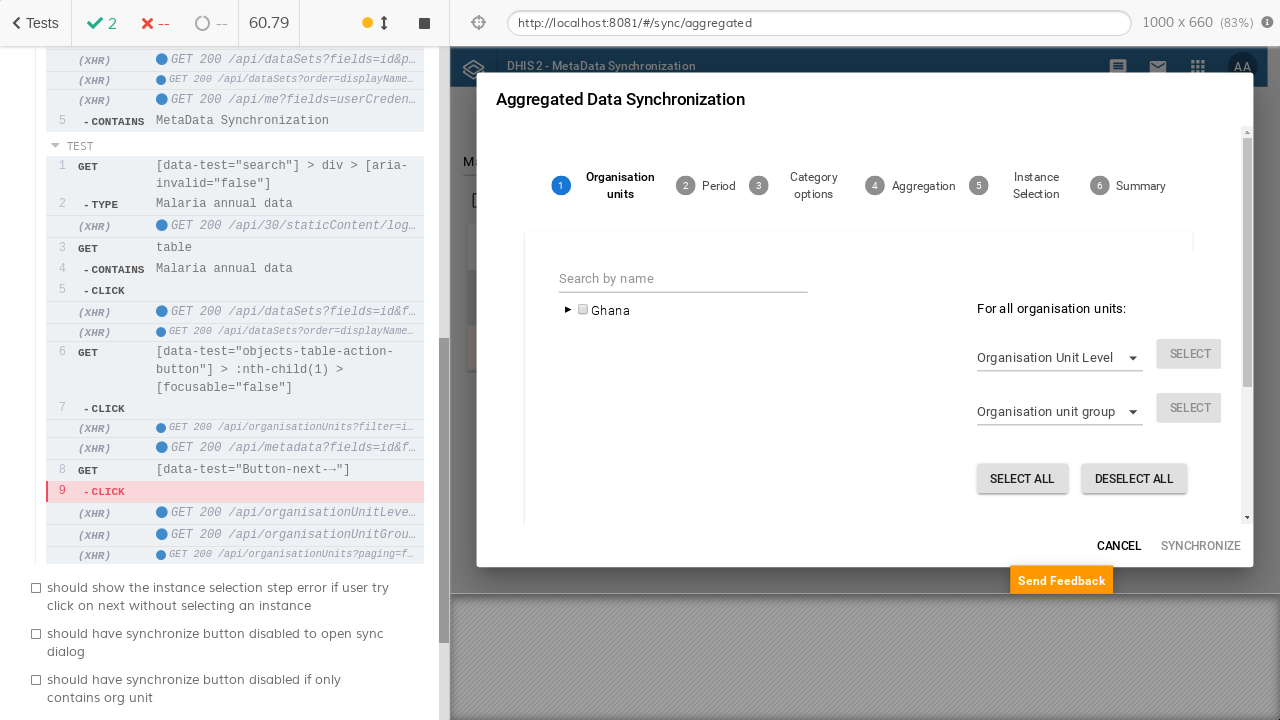 Tests
2
--
--
60.79
http://localhost:8081/#/sync/aggregated
1000 x 660 (83%)
(XHR) GET 200 /api/dataSets?fields=id&p…
(XHR) GET 200 /api/dataSets?order=displayName…
(XHR) GET 200 /api/me?fields=userCreden…
5 -CONTAINS MetaData Synchronization
TEST
1 GET [data-test="search"] > div > [aria-
invalid="false"]
2 -TYPE Malaria annual data
(XHR) GET 200 /api/30/staticContent/log…
3 GET table
4 -CONTAINS Malaria annual data
5 -CLICK
(XHR) GET 200 /api/dataSets?fields=id&f…
(XHR) GET 200 /api/dataSets?order=displayName…
6 GET [data-test="objects-table-action-
button"] > :nth-child(1) >
[focusable="false"]
7 -CLICK
(XHR) GET 200 /api/organisationUnits?filter=i…
(XHR) GET 200 /api/metadata?fields=id&f…
8 GET [data-test="Button-next-→"]
9 -CLICK
(XHR) GET 200 /api/organisationUnitLeve…
(XHR) GET 200 /api/organisationUnitGrou…
(XHR) GET 200 /api/organisationUnits?paging=f…
should show the instance selection step error if user try
click on next without selecting an instance
should have synchronize button disabled to open sync
dialog
should have synchronize button disabled if only
contains org unit
DHIS 2 - MetaData Synchronization
AA
Aggregated Data Synchronization
1 Organisation
units
2 Period
3 Category
options
4 Aggregation
5 Instance
Selection
6 Summary
Search by name
Ghana
For all organisation units:
Organisation Unit Level
SELECT
Organisation unit group
SELECT
SELECT ALL
DESELECT ALL
CANCEL
SYNCHRONIZE
Send Feedback